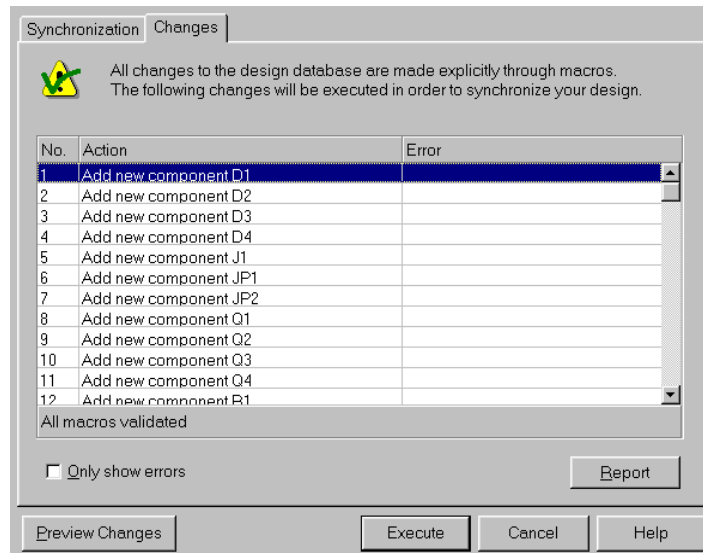 Synchronization Changes
All changes to the design database are made explicitly through macros.
The following changes will be executed in order to synchronize your design.
No. Action Error
1 Add new component D1
2 Add new component D2
3 Add new component D3
4 Add new component D4
5 Add new component J1
6 Add new component JP1
7 Add new component JP2
8 Add new component Q1
9 Add new component Q2
10 Add new component Q3
11 Add new component Q4
12 Add new component R1
All macros validated
Only show errors Report
Preview Changes Execute Cancel Help